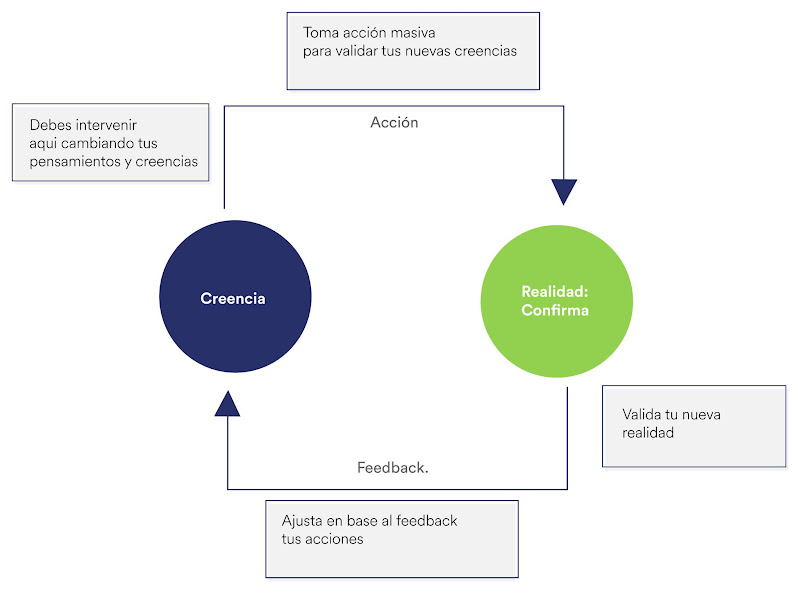 Toma acción masiva
para validar tus nuevas creencias
Debes intervenir
aqui cambiando tus
pensamientos y creencias
Acción
Creencia
Realidad:
Confirma
Valida tu nueva
realidad
Feedback.
Ajusta en base al feedback
tus acciones